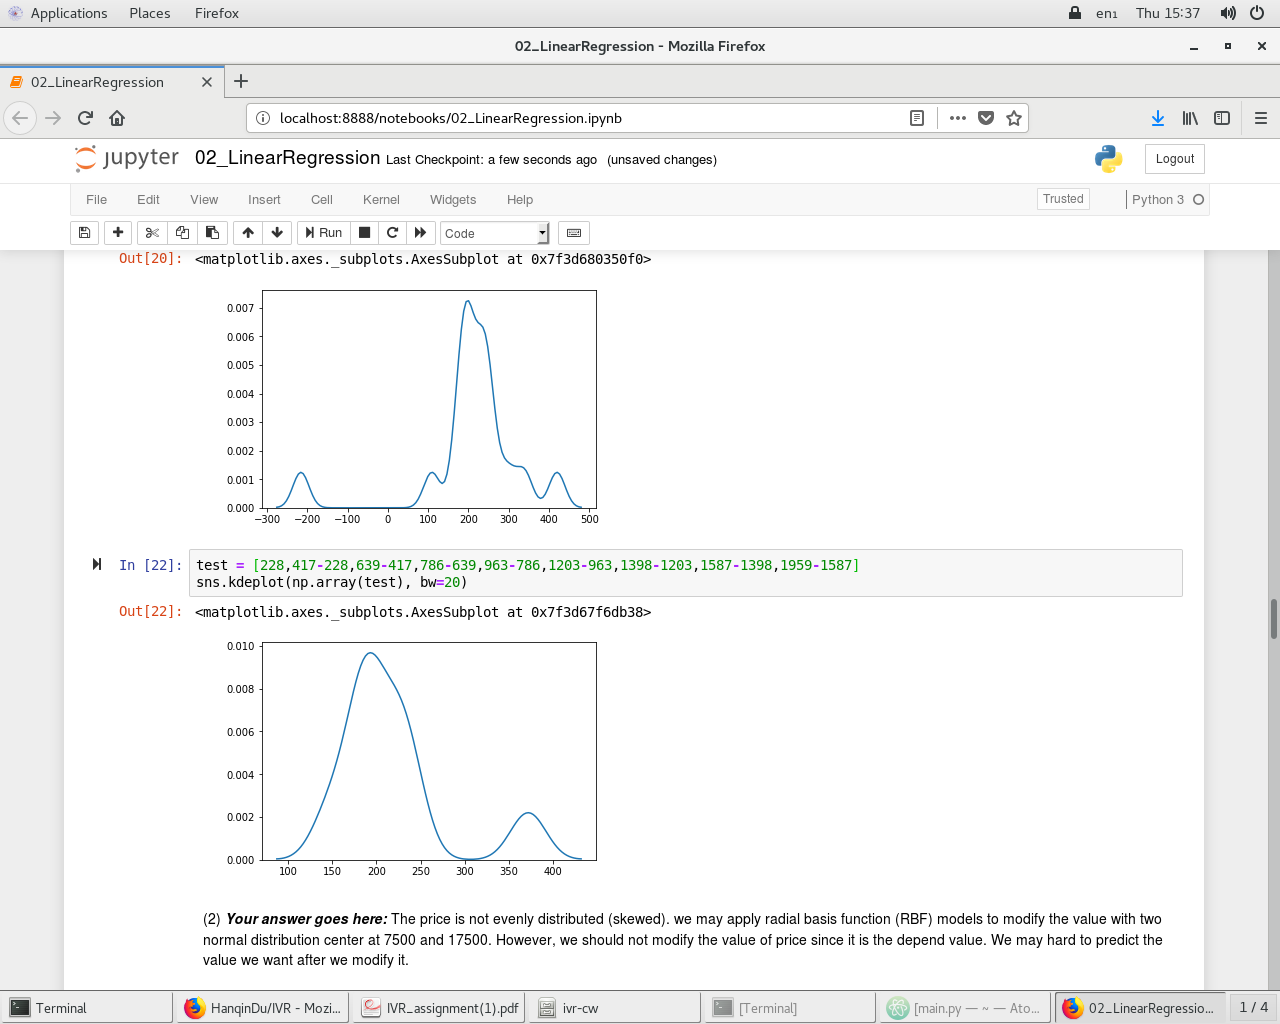 Applications Places Firefox en₁ Thu 15:37
02_LinearRegression - Mozilla Firefox
02_LinearRegression
localhost:8888/notebooks/02_LinearRegression.ipynb
jupyter 02_LinearRegression Last Checkpoint: a few seconds ago (unsaved changes) Logout
File Edit View Insert Cell Kernel Widgets Help Trusted Python 3
Run Code
Out[20]: <matplotlib.axes._subplots.AxesSubplot at 0x7f3d680350f0>
0.007
0.006
0.005
0.004
0.003
0.002
0.001
0.000
−300 −200 −100 0 100 200 300 400 500
In [22]: test = [228,417-228,639-417,786-639,963-786,1203-963,1398-1203,1587-1398,1959-1587]
sns.kdeplot(np.array(test), bw=20)
Out[22]: <matplotlib.axes._subplots.AxesSubplot at 0x7f3d67f6db38>
0.010
0.008
0.006
0.004
0.002
0.000
100 150 200 250 300 350 400
(2) Your answer goes here: The price is not evenly distributed (skewed). we may apply radial basis function (RBF) models to modify the value with two
normal distribution center at 7500 and 17500. However, we should not modify the value of price since it is the depend value. We may hard to predict the
value we want after we modify it.
Terminal HanqinDu/IVR - Mozi... IVR_assignment(1).pdf ivr-cw [Terminal] [main.py — ~ — Ato... 02_LinearRegressio... 1 / 4